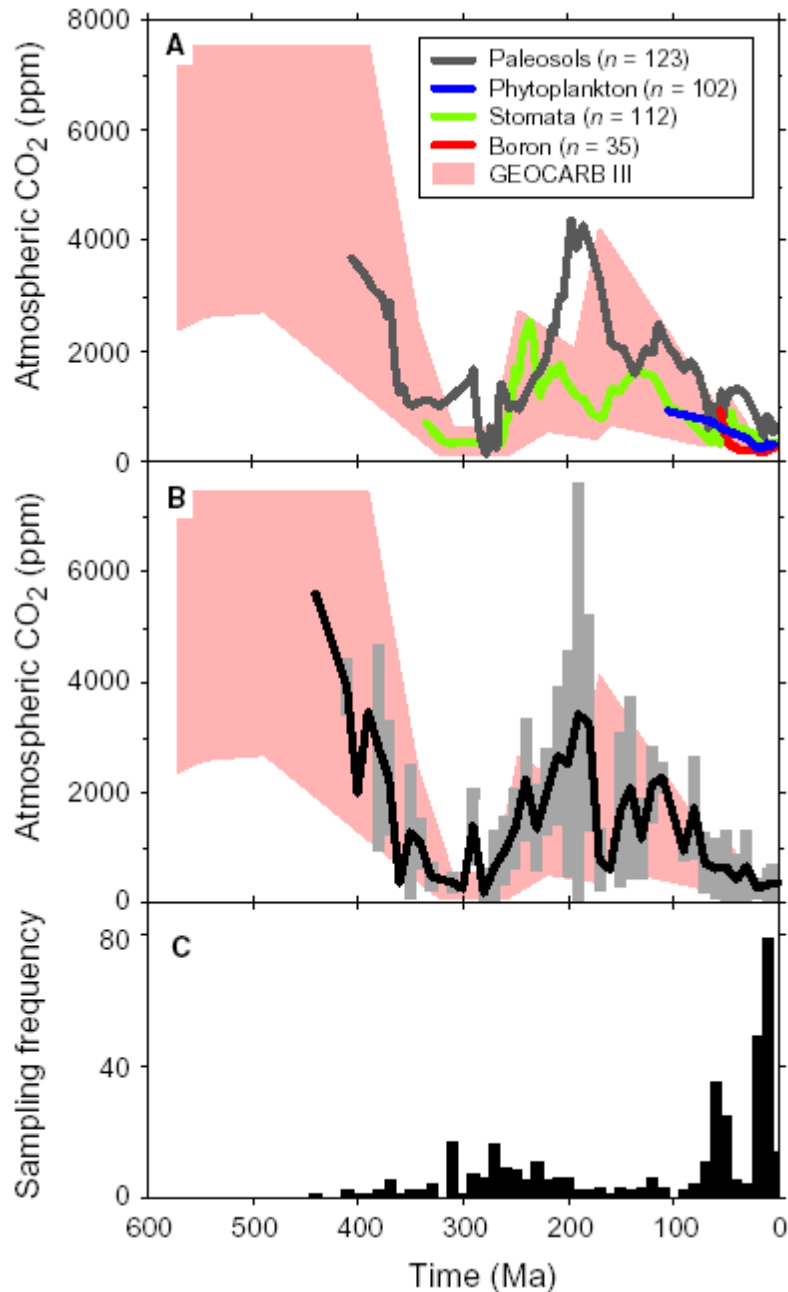 A
8000
6000
4000
2000
0
Atmospheric CO₂ (ppm)
Paleosols (n = 123)
Phytoplankton (n = 102)
Stomata (n = 112)
Boron (n = 35)
GEOCARB III
B
6000
4000
2000
0
Atmospheric CO₂ (ppm)
C
80
40
0
Sampling frequency
600 500 400 300 200 100 0
Time (Ma)